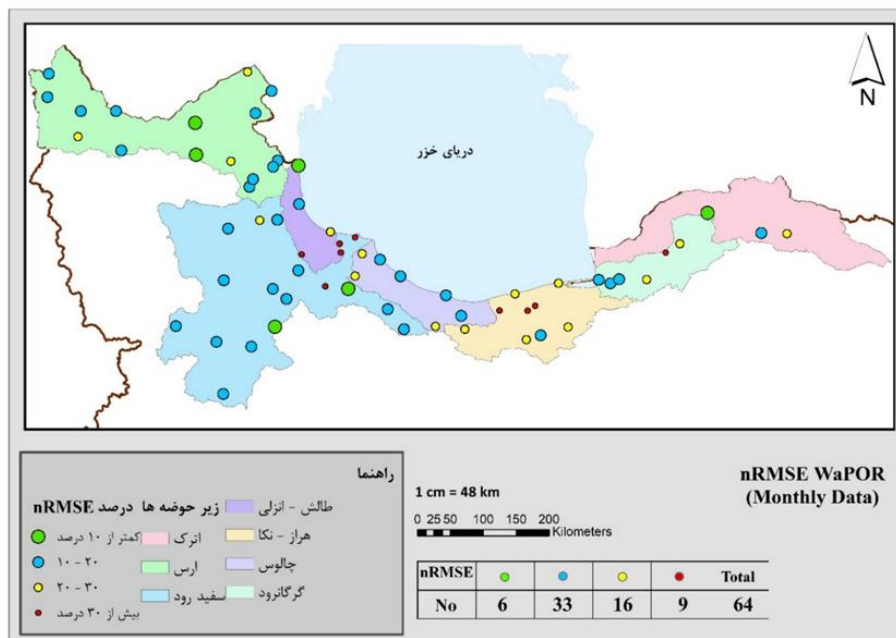 N
دریای خزر
راهنما
nRMSE درصد
زیر حوضه ها
کمتر از ۱۰ درصد
۱۰ - ۲۰
۲۰ - ۳۰
بیش از ۳۰ درصد
اترک
ارس
سفید رود
طالش - انزلی
هراز - نکا
چالوس
گرگانرود
1 cm = 48 km
0 25 50 100 150 200
Kilometers
nRMSE WaPOR
(Monthly Data)
nRMSE Total
No 6 33 16 9 64